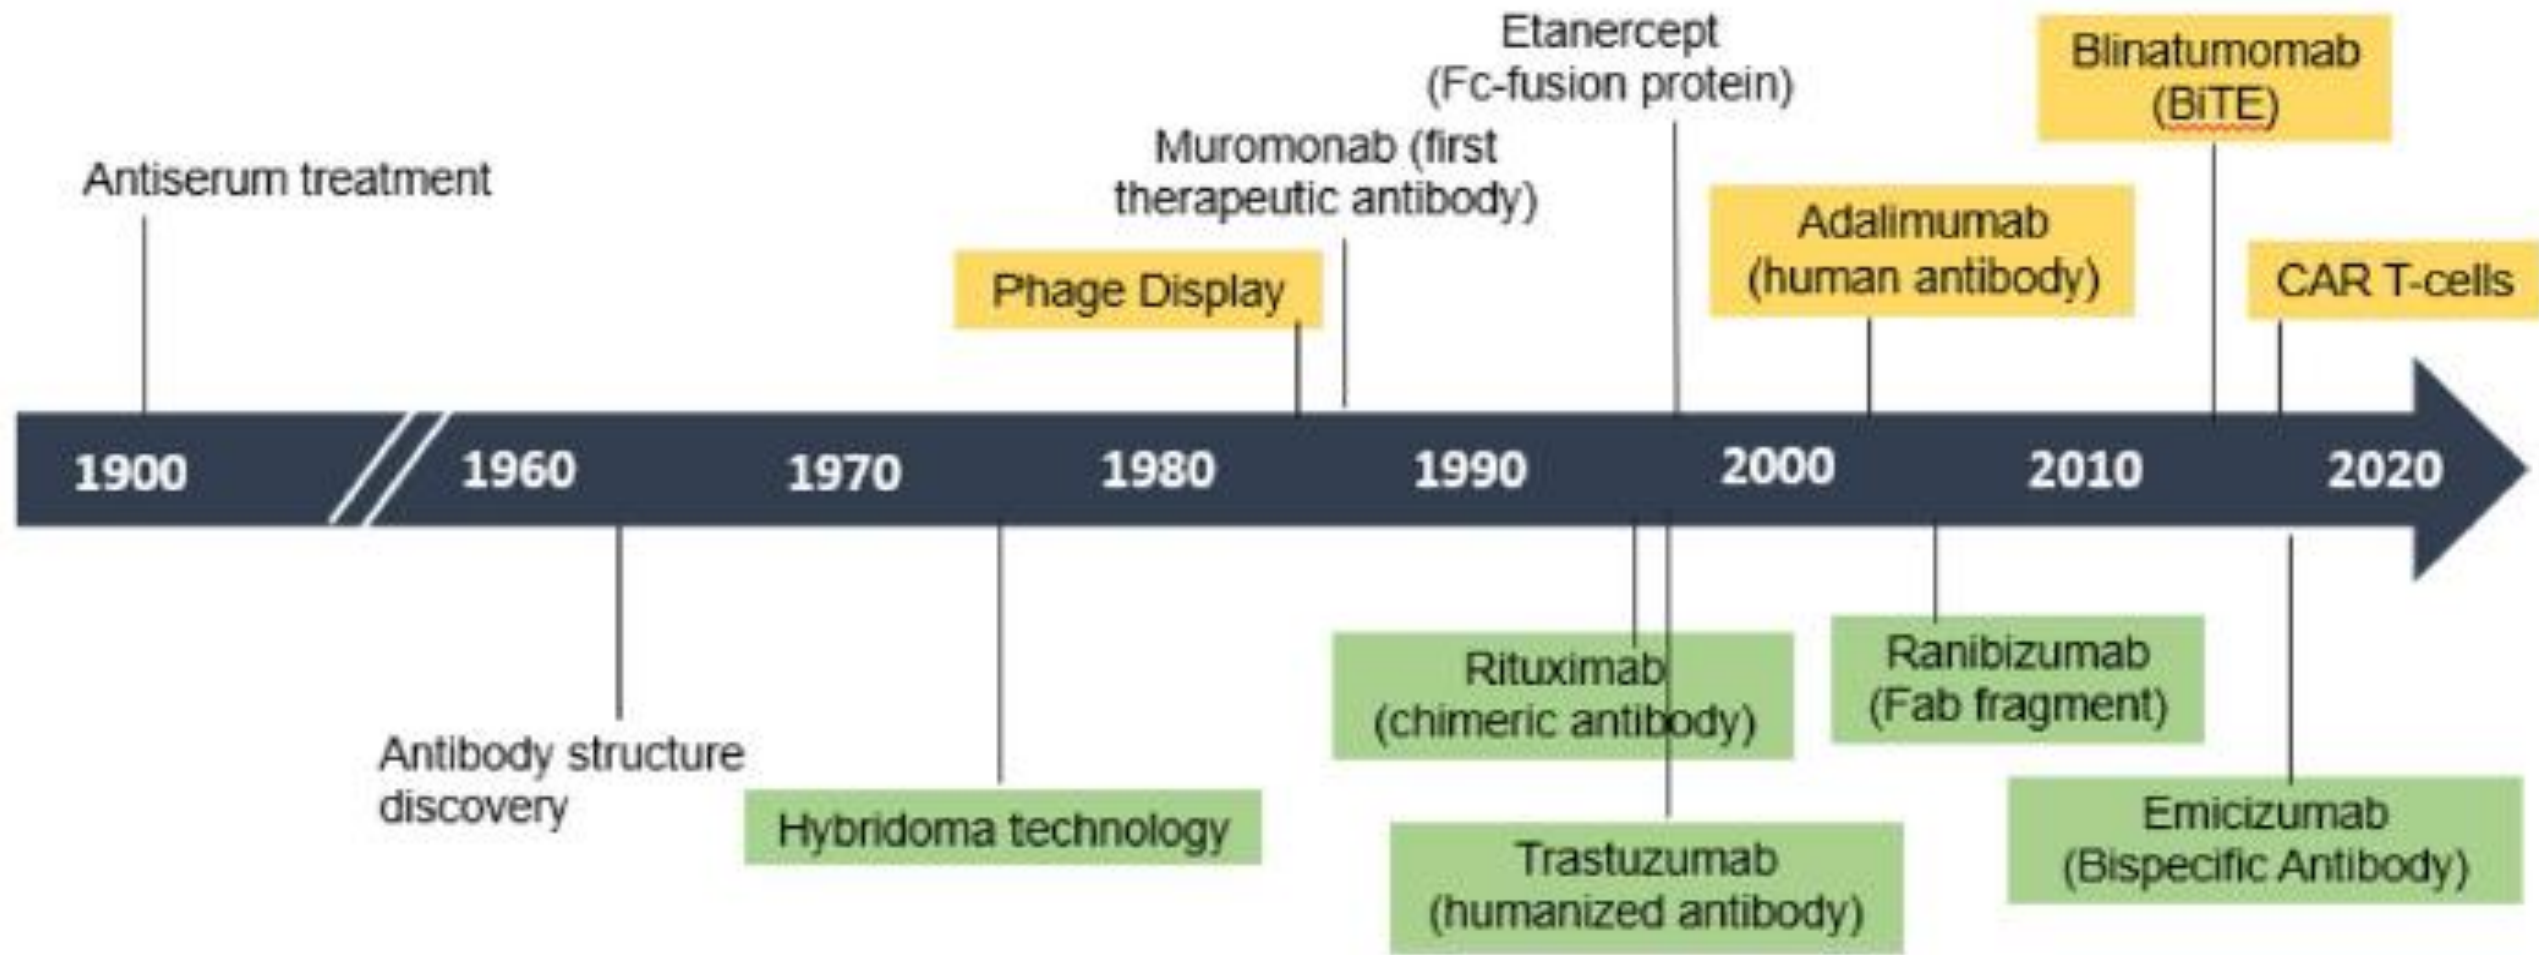 Etanercept
(Fc-fusion protein)
Blinatumomab
(BiTE)
Muromonab (first
therapeutic antibody)
Antiserum treatment
Adalimumab
(human antibody)
Phage Display
CAR T-cells
1900 1960 1970 1980 1990 2000 2010 2020
Rituximab
(chimeric antibody)
Ranibizumab
(Fab fragment)
Antibody structure
discovery
Hybridoma technology
Trastuzumab
(humanized antibody)
Emicizumab
(Bispecific Antibody)